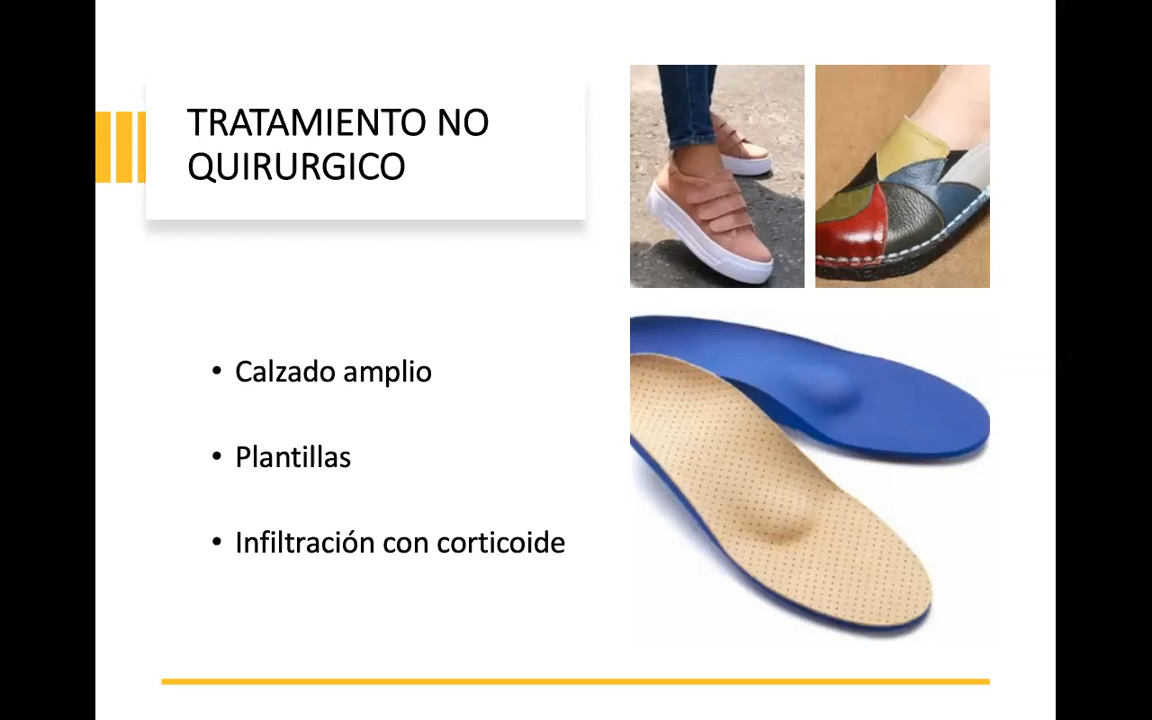 TRATAMIENTO NO
QUIRURGICO
• Calzado amplio
• Plantillas
• Infiltración con corticoide